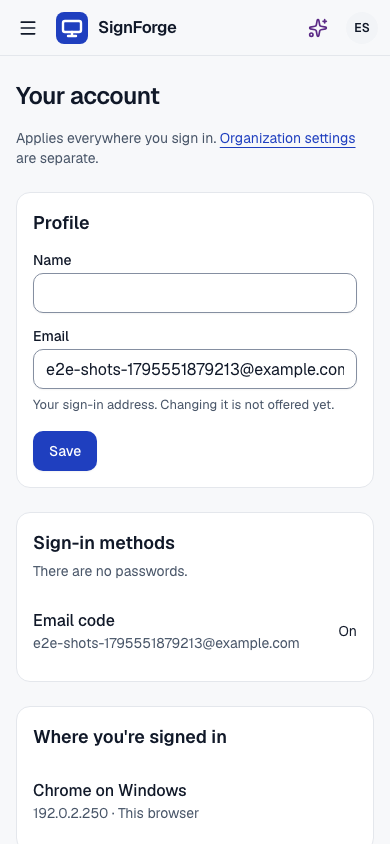 SignForge
ES
Your account
Applies everywhere you sign in. Organization settings
are separate.
Profile
Name
Email
e2e-shots-1795551879213@example.con
Your sign-in address. Changing it is not offered yet.
Save
Sign-in methods
There are no passwords.
Email code
On
e2e-shots-1795551879213@example.com
Where you're signed in
Chrome on Windows
192.0.2.250 · This browser